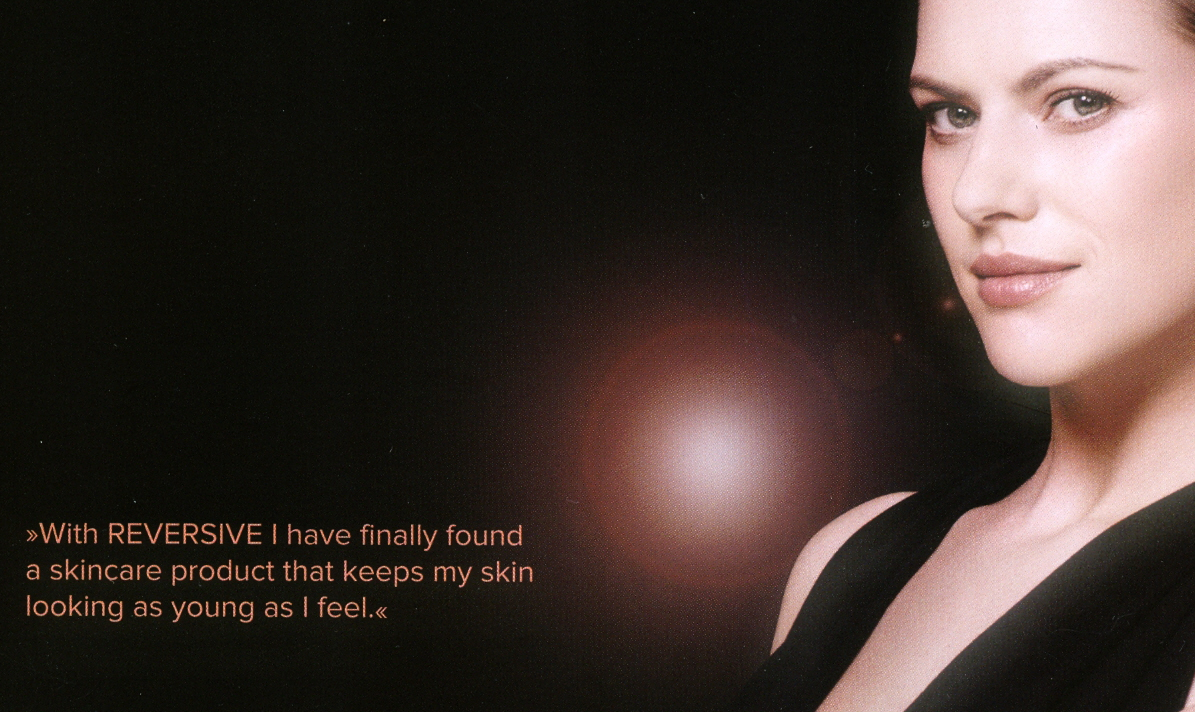 »With REVERSIVE I have finally found
a skincare product that keeps my skin
looking as young as I feel.«